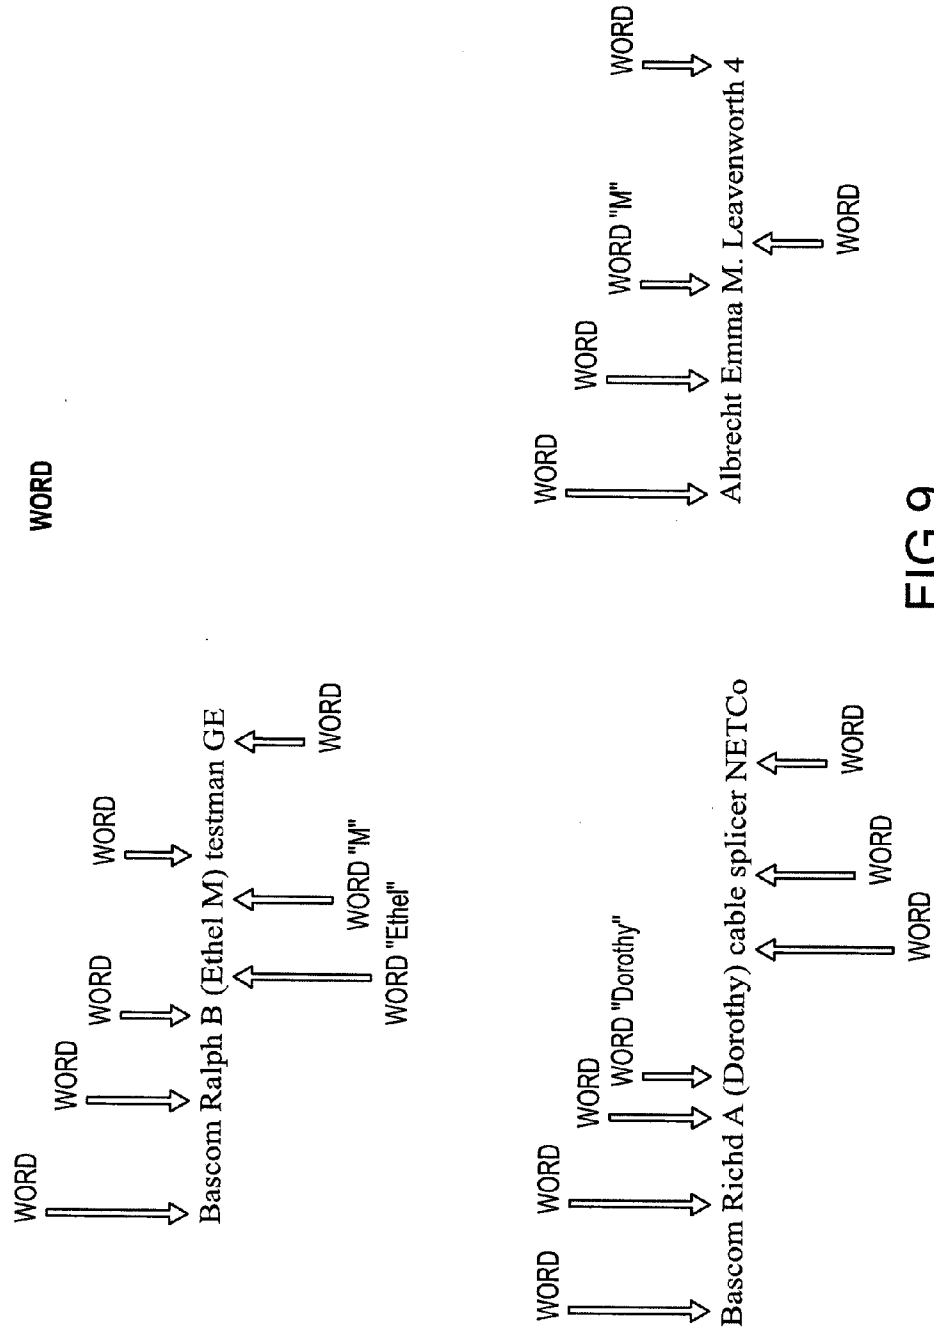 WORD
WORD
WORD
WORD WORD
Bascom Ralph B (Ethel M) testman GE
WORD
WORD "M"
WORD "Ethel"
WORD WORD
WORD
WORD "Dorothy"
Bascom Richd A (Dorothy) cable splicer NETCo
WORD
WORD
WORD
WORD
WORD
WORD "M" WORD
Albrecht Emma M. Leavenworth 4
WORD
FIG.9